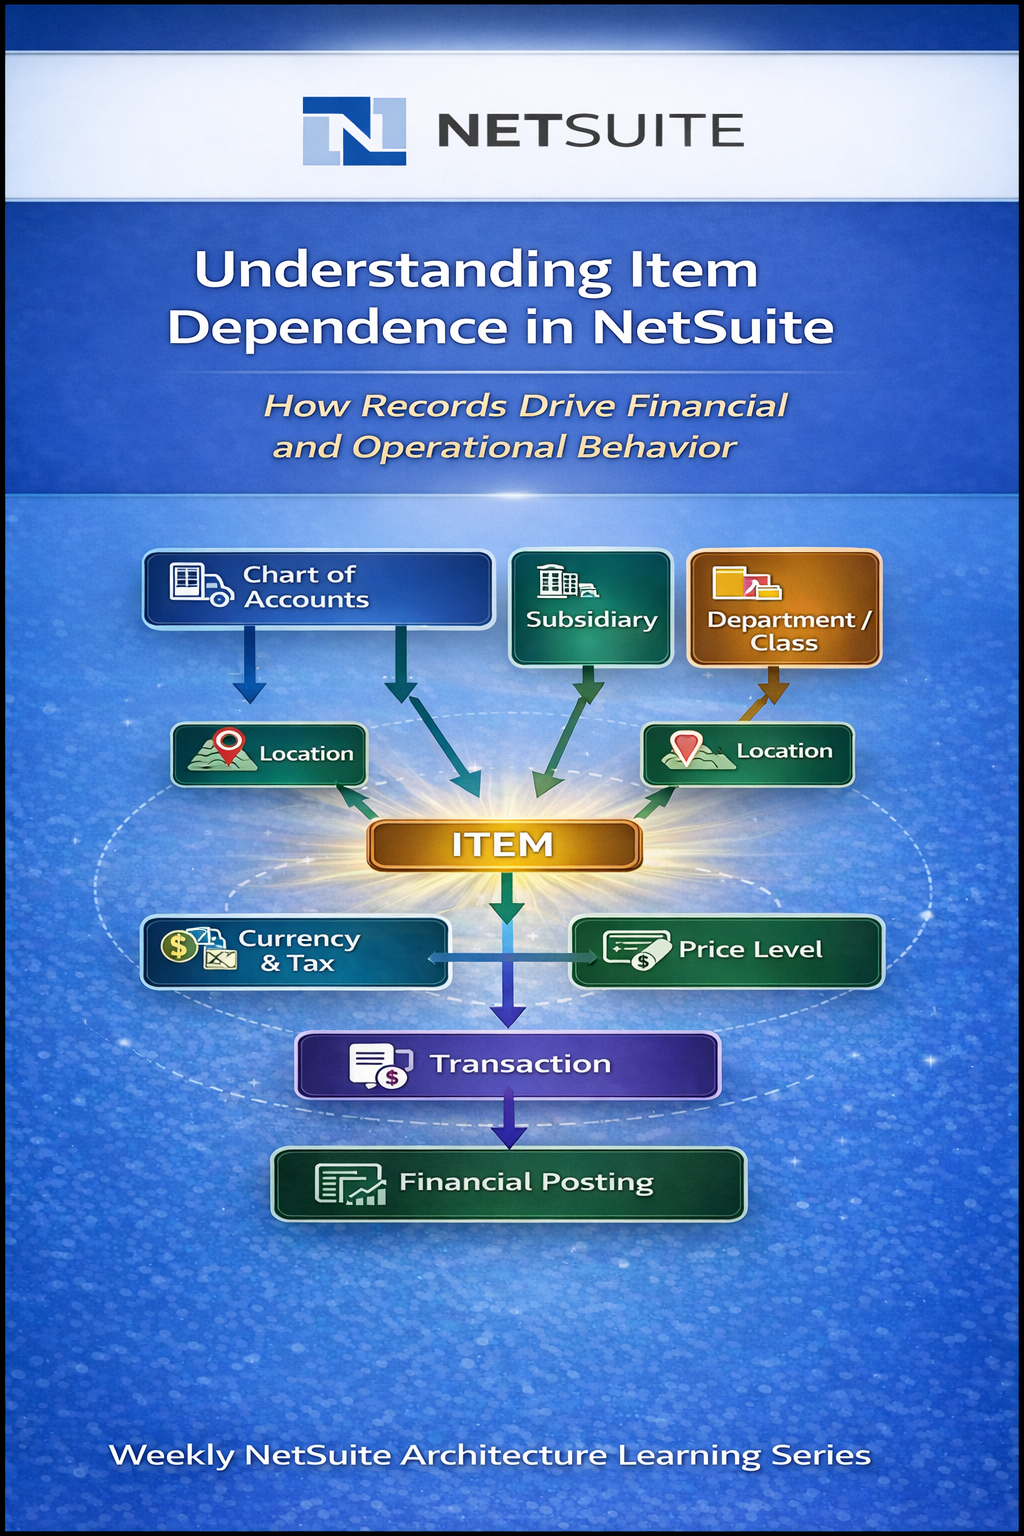 NETSUITE
Understanding Item
Dependence in NetSuite
How Records Drive Financial
and Operational Behavior
Chart of
Accounts
Subsidiary
Department /
Class
Location
Location
ITEM
Currency
& Tax
Price Level
Transaction
Financial Posting
Weekly NetSuite Architecture Learning Series